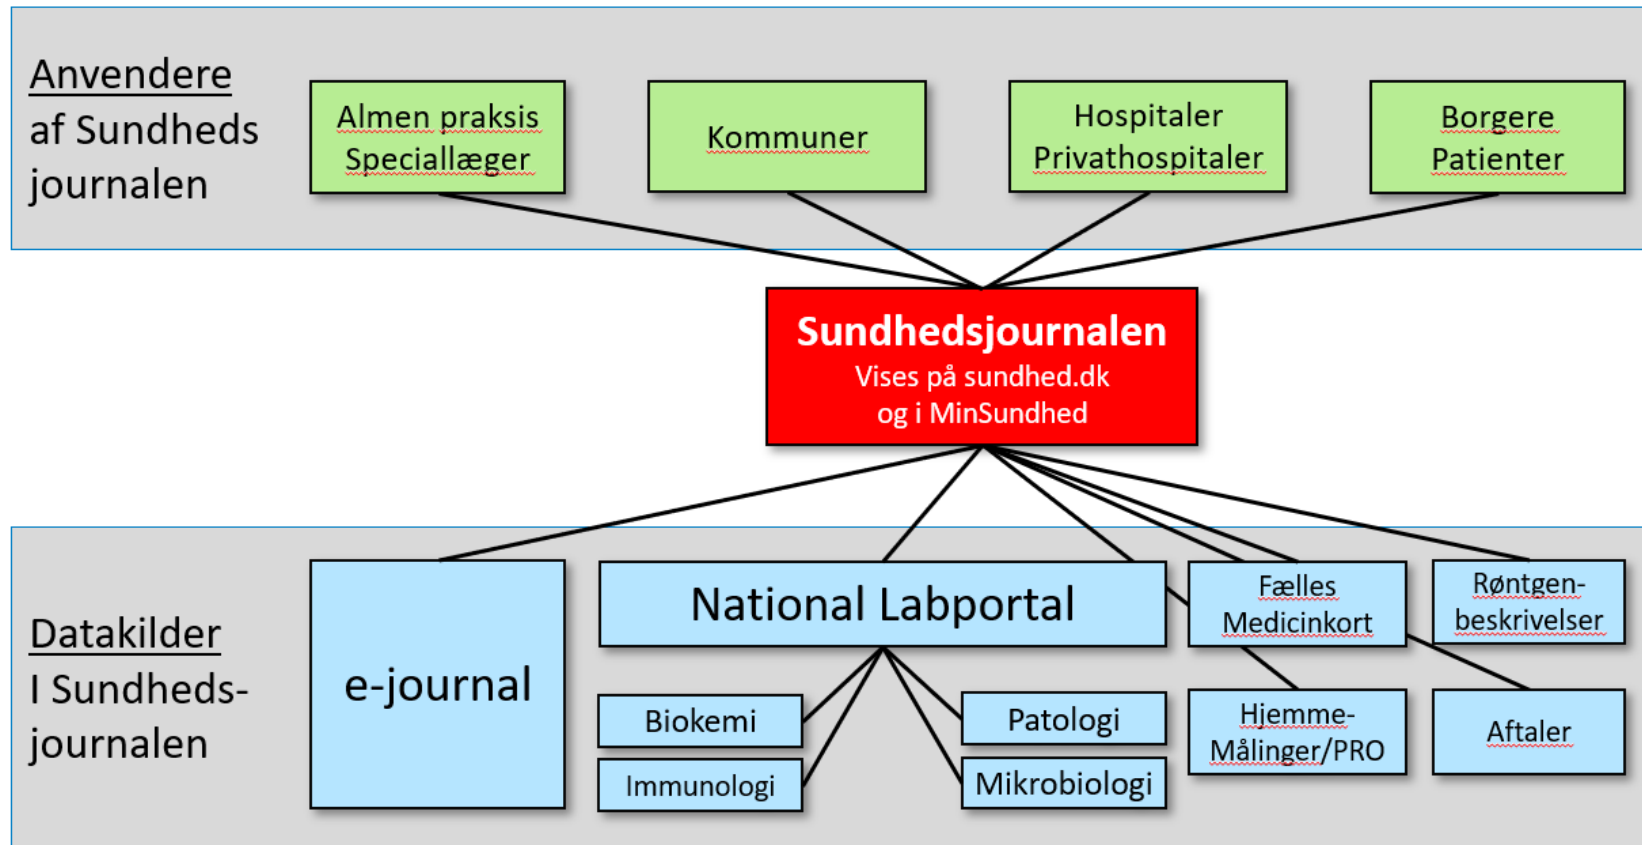 Anvendere
af Sundheds
journalen
Almen praksis
Speciallæger
Kommuner
Hospitaler
Privathospitaler
Borgere
Patienter
Sundhedsjournalen
Vises på sundhed.dk
og i MinSundhed
Datakilder
I Sundheds-
journalen
e-journal
National Labportal
Biokemi
Immunologi
Patologi
Mikrobiologi
Fælles
Medicinkort
Røntgen-
beskrivelser
Hjemme-
Målinger/PRO
Aftaler